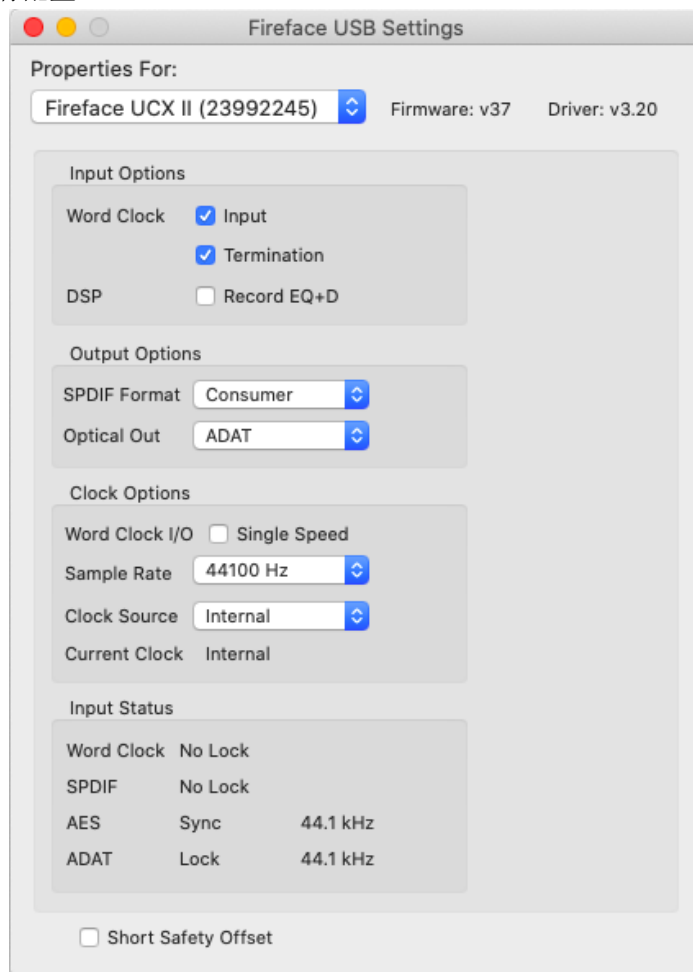 Fireface USB Settings
Properties For:
Fireface UCX II (23992245) Firmware: v37 Driver: v3.20
Input Options
Word Clock Input
Termination
DSP Record EQ+D
Output Options
SPDIF Format Consumer
Optical Out ADAT
Clock Options
Word Clock I/O Single Speed
Sample Rate 44100 Hz
Clock Source Internal
Current Clock Internal
Input Status
Word Clock No Lock
SPDIF No Lock
AES Sync 44.1 kHz
ADAT Lock 44.1 kHz
Short Safety Offset